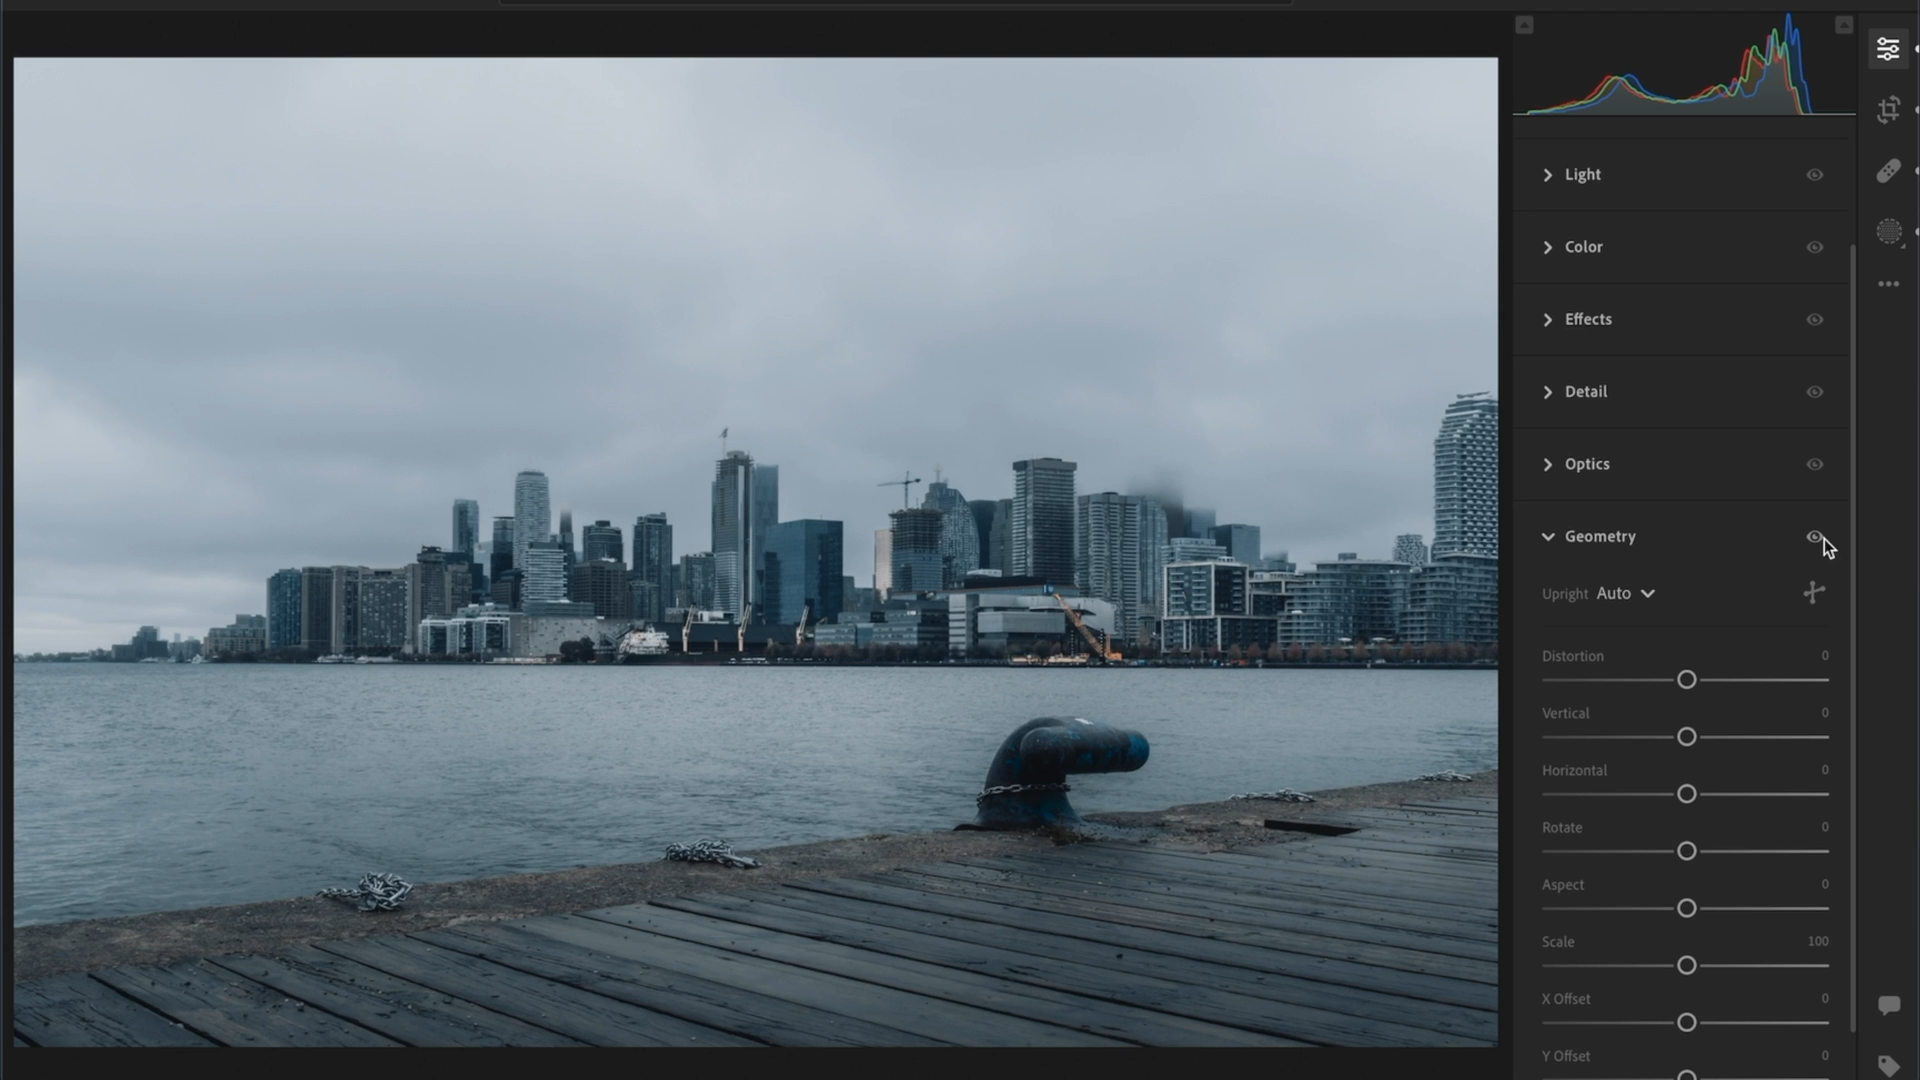 Light
Color
Effects
Detail
Optics
Geometry
Upright Auto
Distortion 0
Vertical 0
Horizontal 0
Rotate 0
Aspect 0
Scale 100
X Offset 0
Y Offset 0